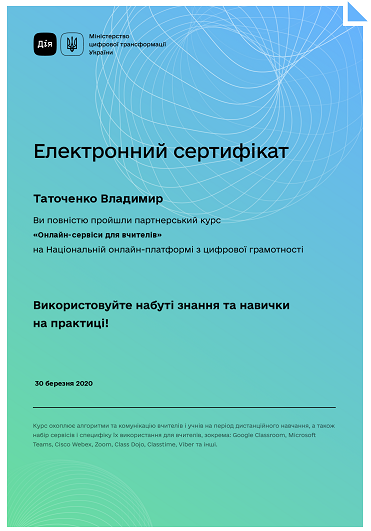 Дія
Міністерство
цифрової трансформації
України
Електронний сертифікат
Таточенко Владимир
Ви повністю пройшли партнерський курс
«Онлайн-сервіси для вчителів»
на Національній онлайн-платформі з цифрової грамотності
Використовуйте набуті знання та навички
на практиці!
30 березня 2020
Курс охоплює алгоритми та комунікацію вчителів і учнів на період дистанційного навчання, а також
набір сервісів і специфіку їх використання для вчителів, зокрема: Google Classroom, Microsoft
Teams, Cisco Webex, Zoom, Class Dojo, Classtime, Viber та інші.